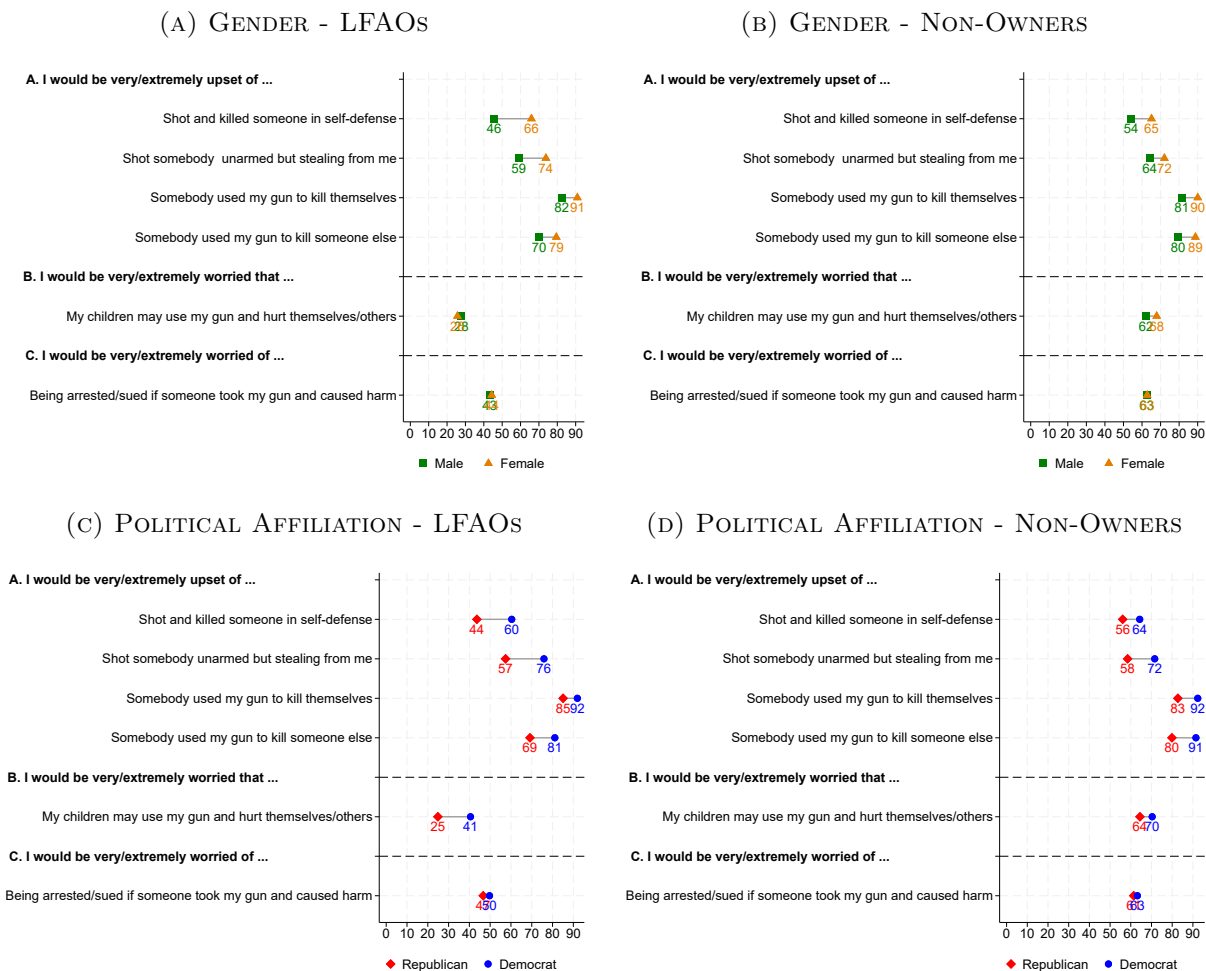 (A) Gender - LFAOs
A. I would be very/extremely upset of ...
Shot and killed someone in self-defense
46 66
Shot somebody unarmed but stealing from me
59 74
Somebody used my gun to kill themselves
82 91
Somebody used my gun to kill someone else
70 79
B. I would be very/extremely worried that ...
My children may use my gun and hurt themselves/others
28
C. I would be very/extremely worried of ...
Being arrested/sued if someone took my gun and caused harm
43 44
0 10 20 30 40 50 60 70 80 90
Male Female
(B) Gender - Non-Owners
A. I would be very/extremely upset of ...
Shot and killed someone in self-defense
54 65
Shot somebody unarmed but stealing from me
64 72
Somebody used my gun to kill themselves
81 90
Somebody used my gun to kill someone else
80 89
B. I would be very/extremely worried that ...
My children may use my gun and hurt themselves/others
62 68
C. I would be very/extremely worried of ...
Being arrested/sued if someone took my gun and caused harm
63
0 10 20 30 40 50 60 70 80 90
Male Female
(C) Political Affiliation - LFAOs
A. I would be very/extremely upset of ...
Shot and killed someone in self-defense
44 60
Shot somebody unarmed but stealing from me
57 76
Somebody used my gun to kill themselves
85 92
Somebody used my gun to kill someone else
69 81
B. I would be very/extremely worried that ...
My children may use my gun and hurt themselves/others
25 41
C. I would be very/extremely worried of ...
Being arrested/sued if someone took my gun and caused harm
50
0 10 20 30 40 50 60 70 80 90
Republican Democrat
(D) Political Affiliation - Non-Owners
A. I would be very/extremely upset of ...
Shot and killed someone in self-defense
56 64
Shot somebody unarmed but stealing from me
58 72
Somebody used my gun to kill themselves
83 92
Somebody used my gun to kill someone else
80 91
B. I would be very/extremely worried that ...
My children may use my gun and hurt themselves/others
64 70
C. I would be very/extremely worried of ...
Being arrested/sued if someone took my gun and caused harm
63
0 10 20 30 40 50 60 70 80 90
Republican Democrat